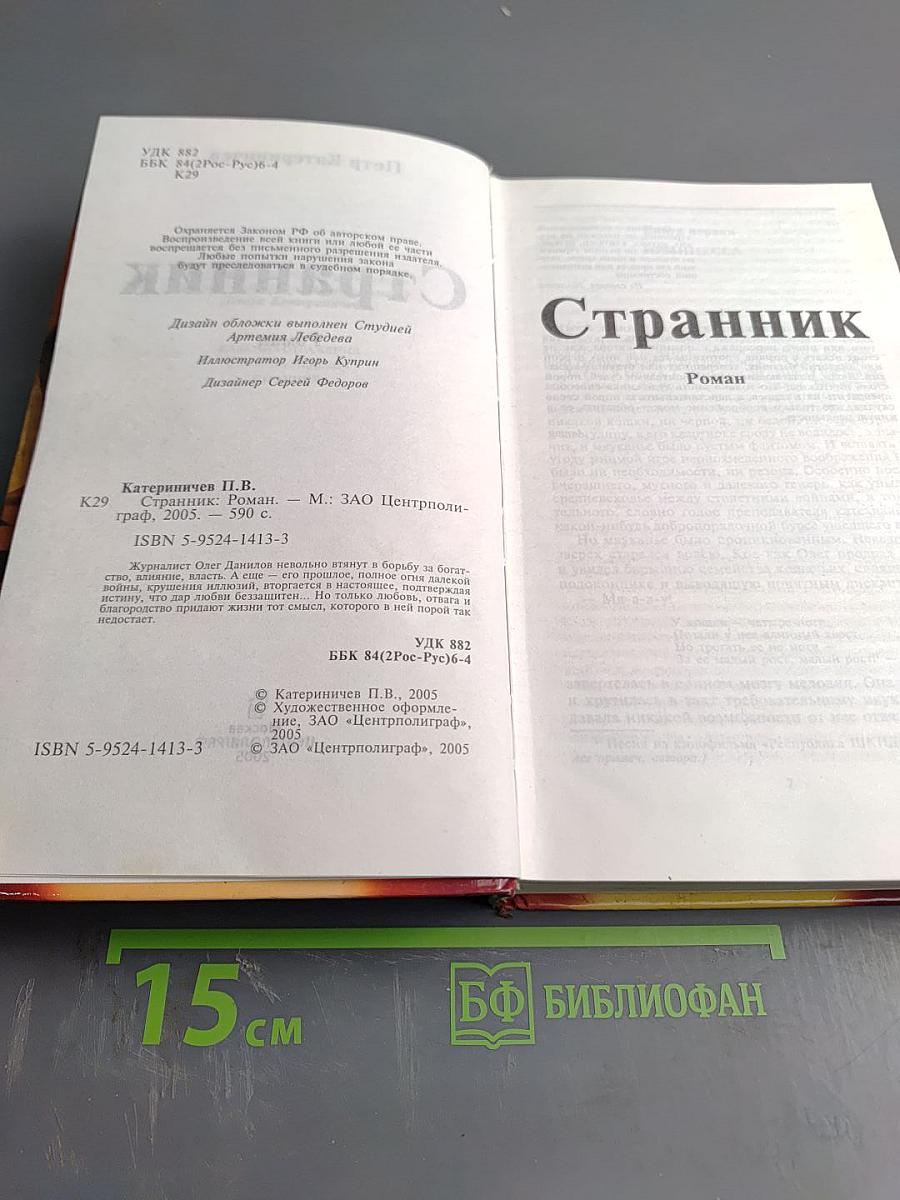 УДК 882
ББК 84(2Рос-Рус)6-4
К29
Охраняется Законом РФ об авторском праве.
Воспроизведение всей книги или любой ее части
воспрещается без письменного разрешения издателя.
Любые попытки нарушения закона
будут преследоваться в судебном порядке.
Дизайн обложки выполнен Студией
Артемия Лебедева
Иллюстратор Игорь Куприн
Дизайнер Сергей Федоров
Катериничев П.В.
К29 Странник: Роман. — М.: ЗАО Центрполи-
граф, 2005. — 590 с.
ISBN 5-9524-1413-3
Журналист Олег Данилов невольно втянут в борьбу за богат-
ство, влияние, власть. А еще — его прошлое, полное огня далекой
войны, крушения иллюзий, вторгается в настоящее, подтверждая
истину, что дар любви беззащитен... Но только любовь, отвага и
благородство придают жизни тот смысл, которого в ней порой так
недостает.
УДК 882
ББК 84(2Рос-Рус)6-4
© Катериничев П.В., 2005
© Художественное оформле-
ние, ЗАО «Центрполиграф»,
2005
ISBN 5-9524-1413-3 © ЗАО «Центрполиграф», 2005
Странник
Роман
15 см
БФ БИБЛИОФАН